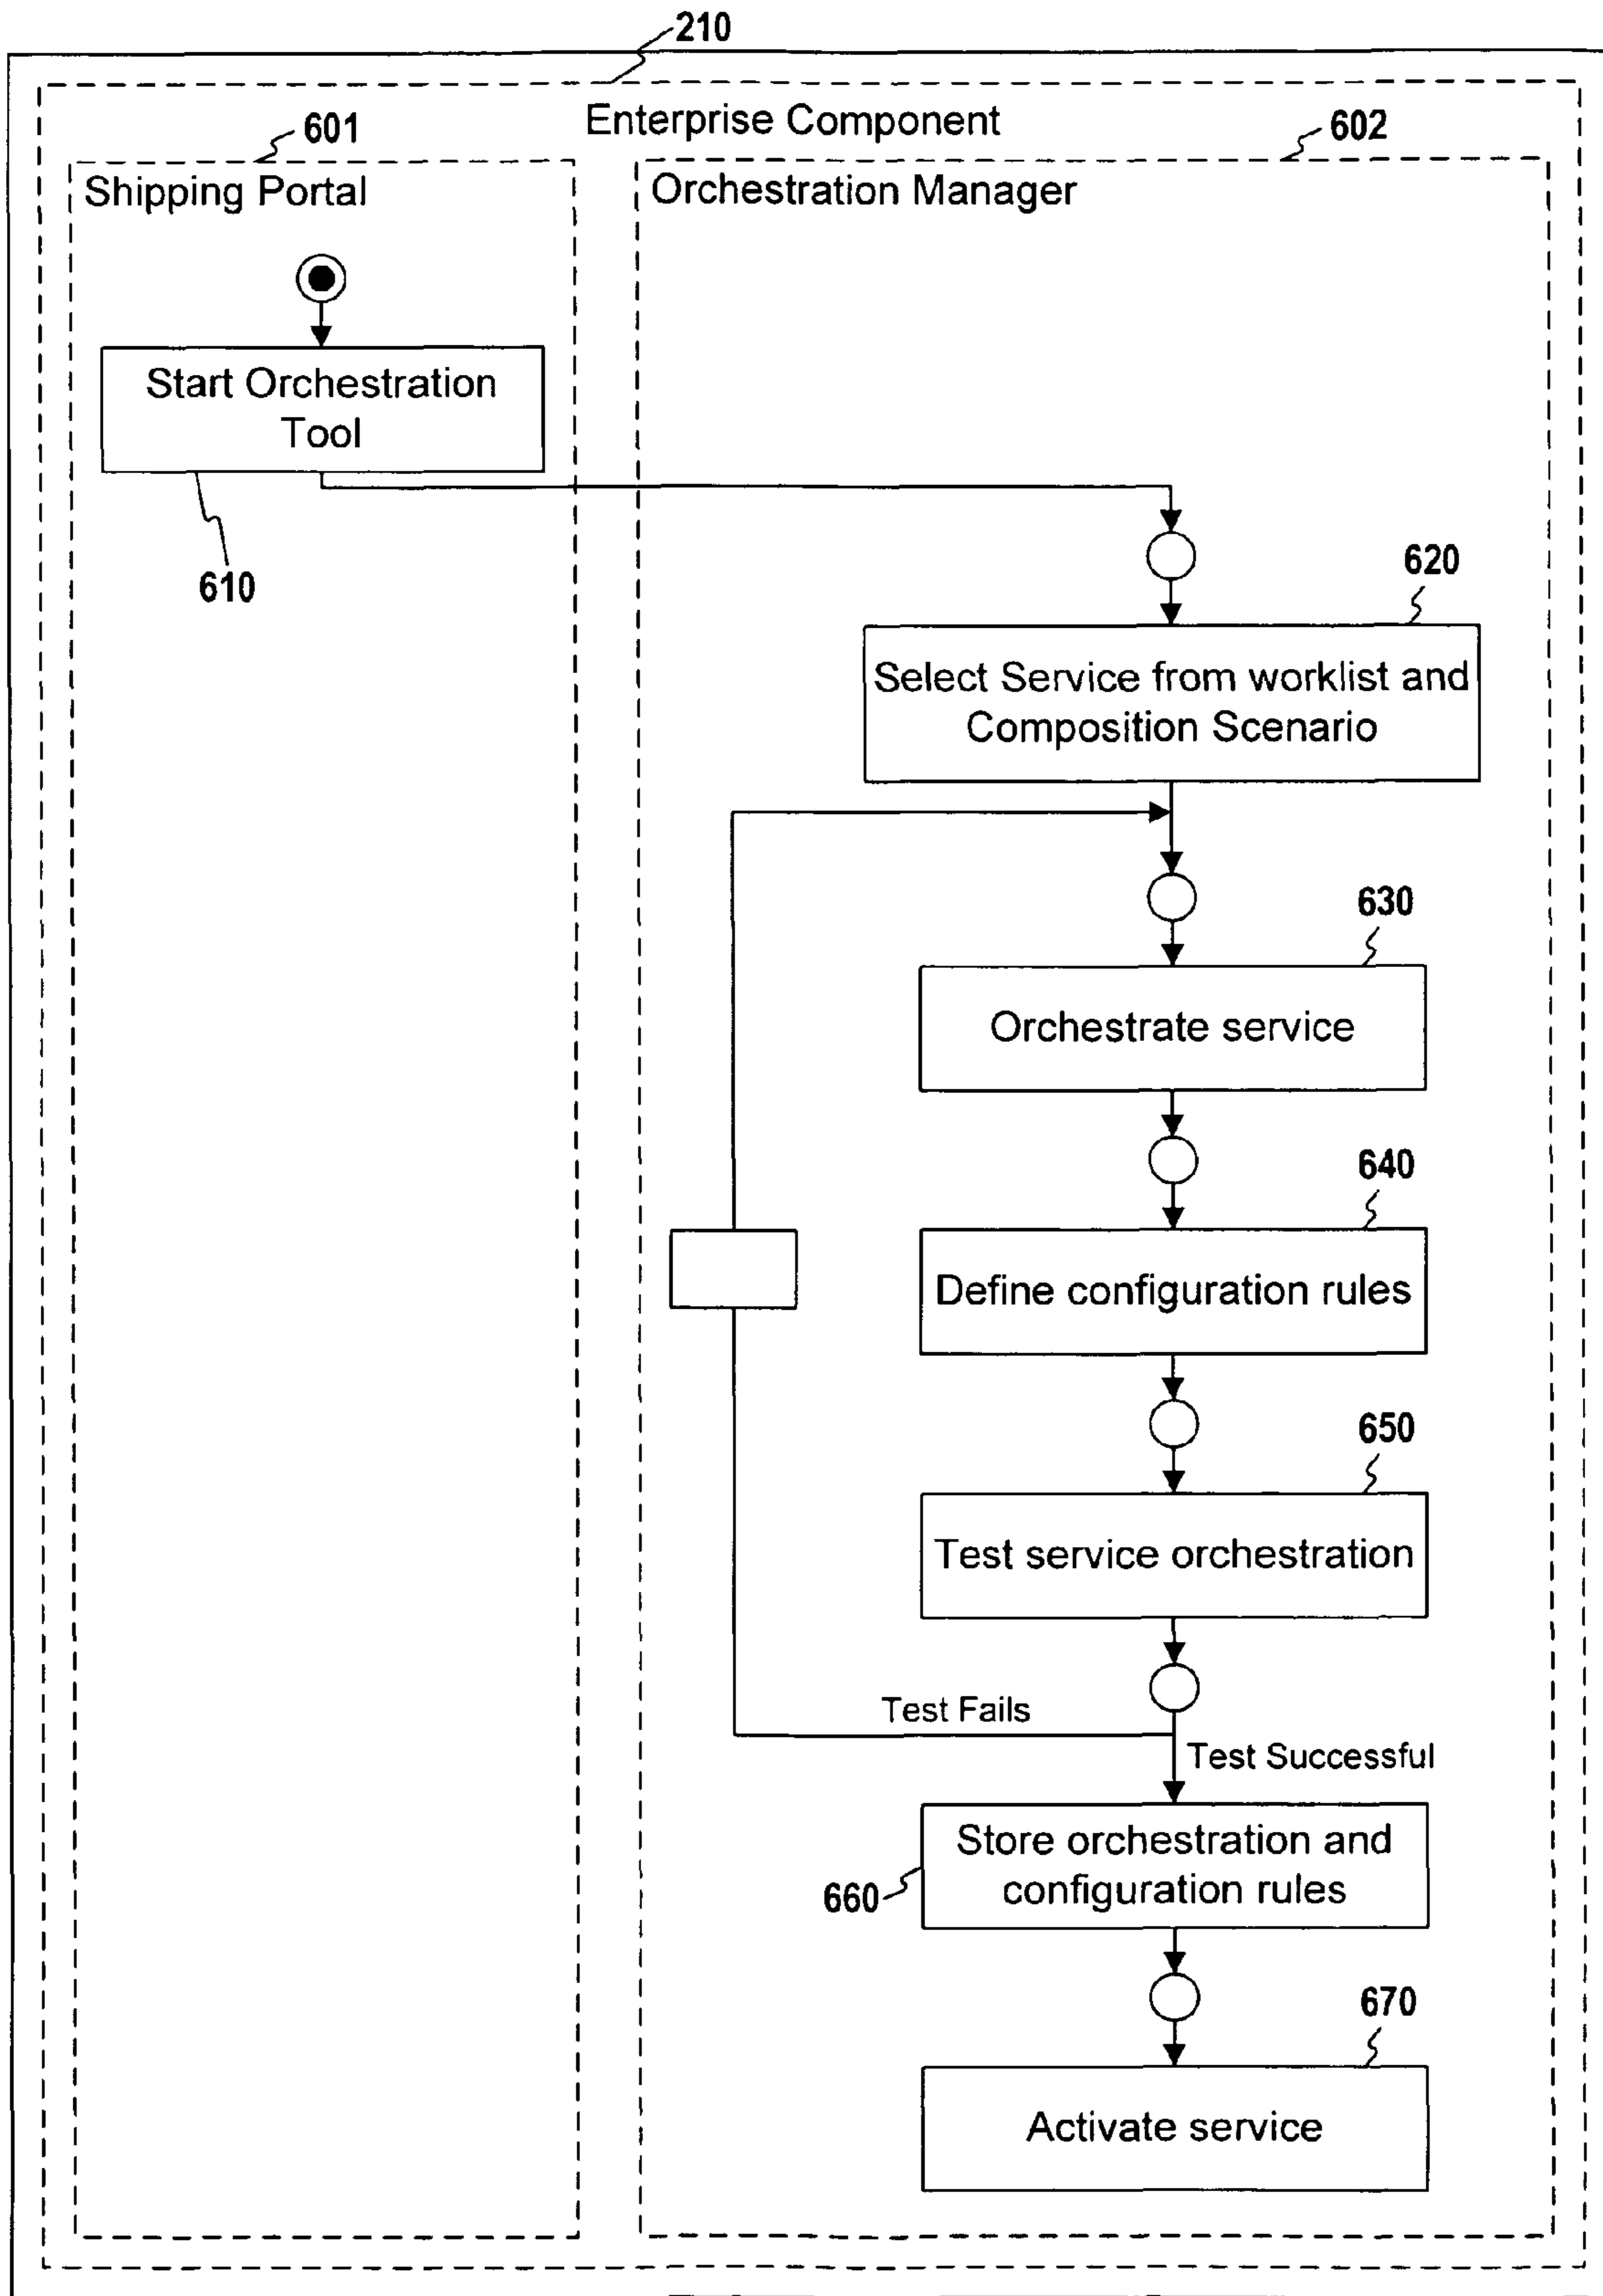 210
Enterprise Component
601
602
Shipping Portal
Orchestration Manager
Start Orchestration
Tool
610
620
Select Service from worklist and
Composition Scenario
630
Orchestrate service
640
Define configuration rules
650
Test service orchestration
Test Fails
Test Successful
Store orchestration and
configuration rules
660
670
Activate service